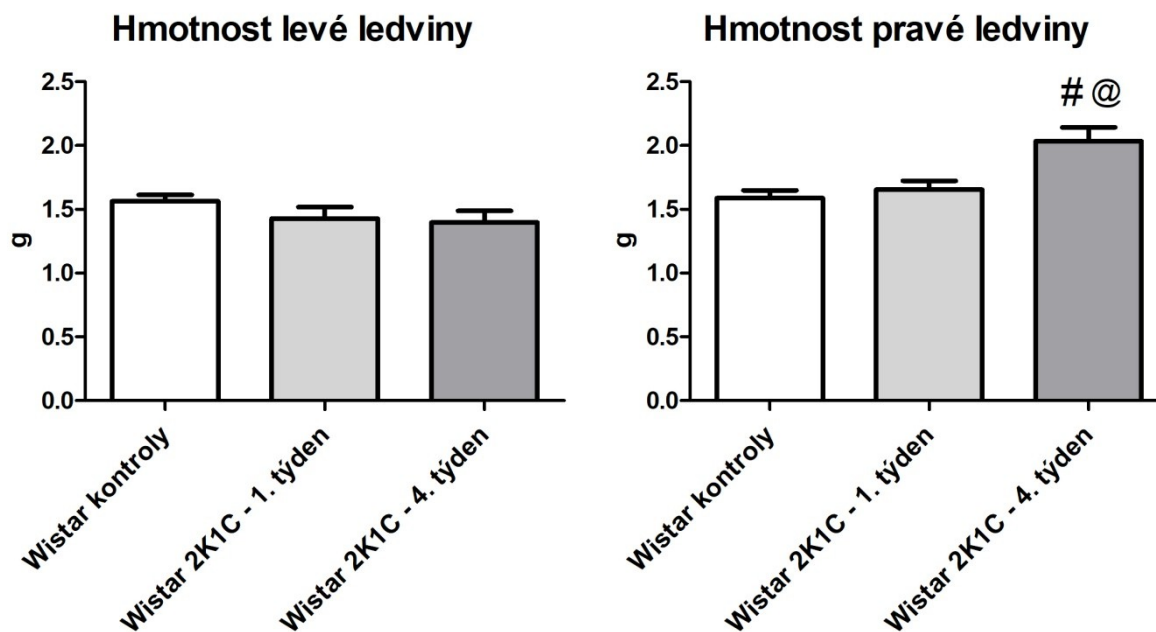 Hmotnost levé ledviny
2.5
2.0
1.5
1.0
0.5
0.0
g
Wistar kontroly
Wistar 2K1C - 1. týden
Wistar 2K1C - 4. týden
Hmotnost pravé ledviny
2.5
2.0
1.5
1.0
0.5
0.0
g
# @
Wistar kontroly
Wistar 2K1C - 1. týden
Wistar 2K1C - 4. týden